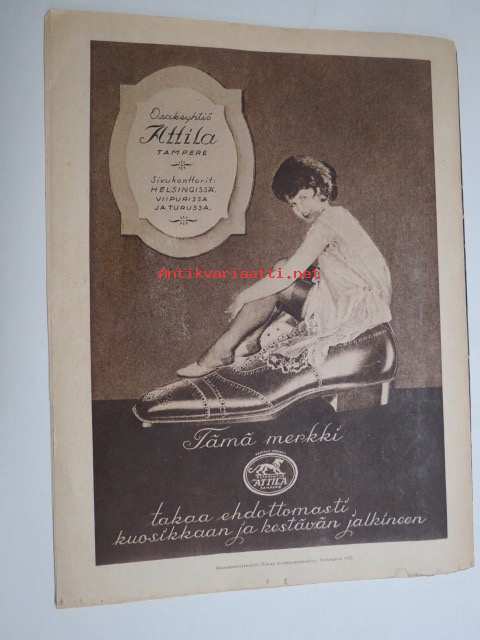 Osakeyhtiö
Attila
TAMPERE
Sivukonttorit:
HELSINGISSÄ,
VIIPURISSA
JA TURUSSA.
Antikvariaatti.net
Tämä merkki
ATTILA
takaa ehdottomasti
kuosikkaan ja kestävän jalkineen